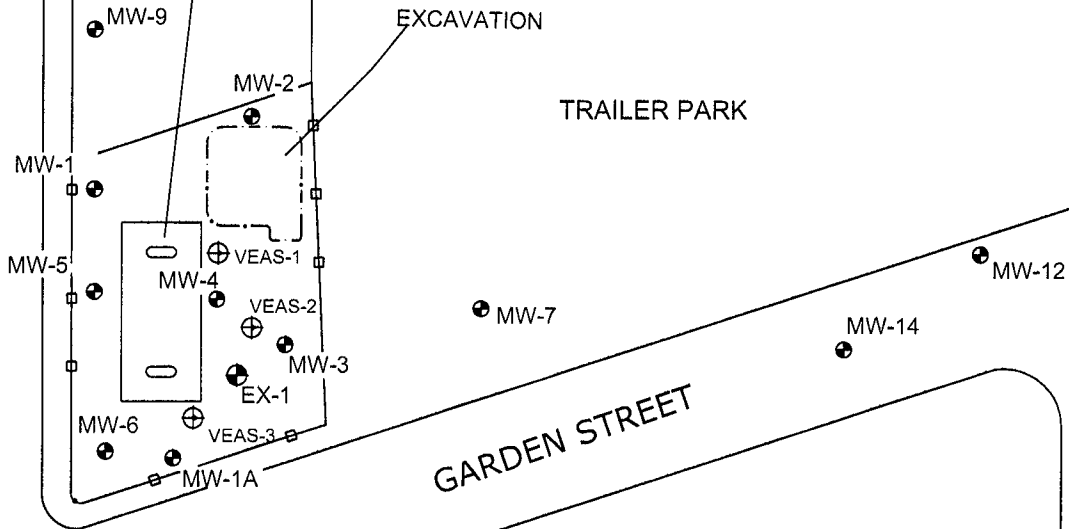 MW-9
EXCAVATION
MW-2
TRAILER PARK
MW-1
VEAS-1
MW-5
MW-4
MW-12
VEAS-2
MW-7
MW-14
MW-3
EX-1
GARDEN STREET
MW-6
VEAS-3
MW-1A